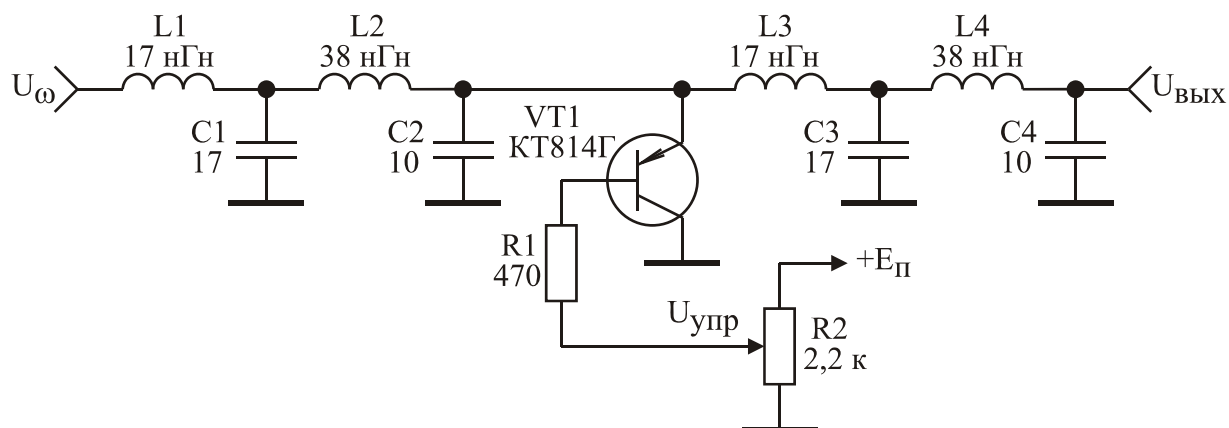 L1
17 нГн
L2
38 нГн
L3
17 нГн
L4
38 нГн
Uω
Uвых
C1
17
C2
10
VT1
КТ814Г
C3
17
C4
10
R1
470
+Eп
Uупр
R2
2,2 к